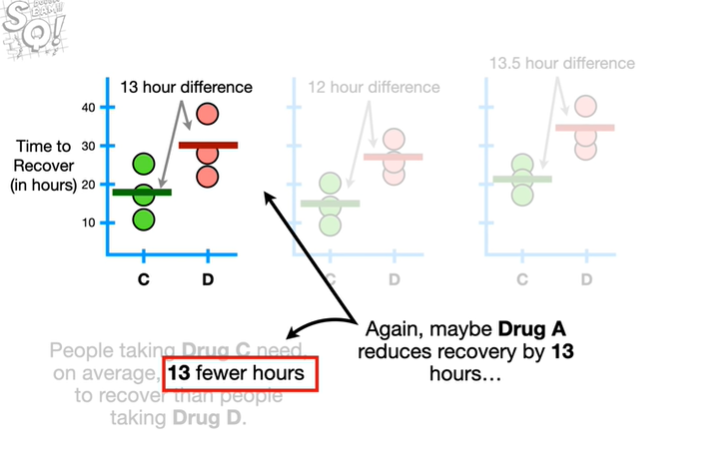 STAT
SQ!
13 hour difference
12 hour difference
13.5 hour difference
40
30
20
10
Time to
Recover
(in hours)
C D
C D
C D
People taking Drug C need
on average, 13 fewer hours
to recover than people
taking Drug D.
Again, maybe Drug A
reduces recovery by 13
hours…